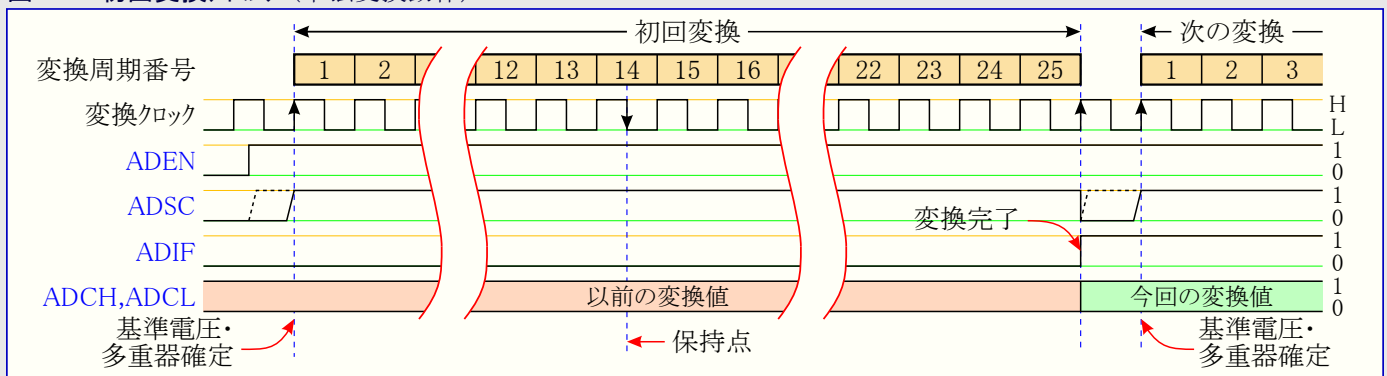 初回変換
次の変換
変換周期番号 1 2 12 13 14 15 16 22 23 24 25 1 2 3
変換クロック H L
ADEN 1 0
ADSC 1 0
変換完了
ADIF 1 0
ADCH,ADCL 以前の変換値 今回の変換値 1 0
基準電圧・
多重器確定
保持点
基準電圧・
多重器確定